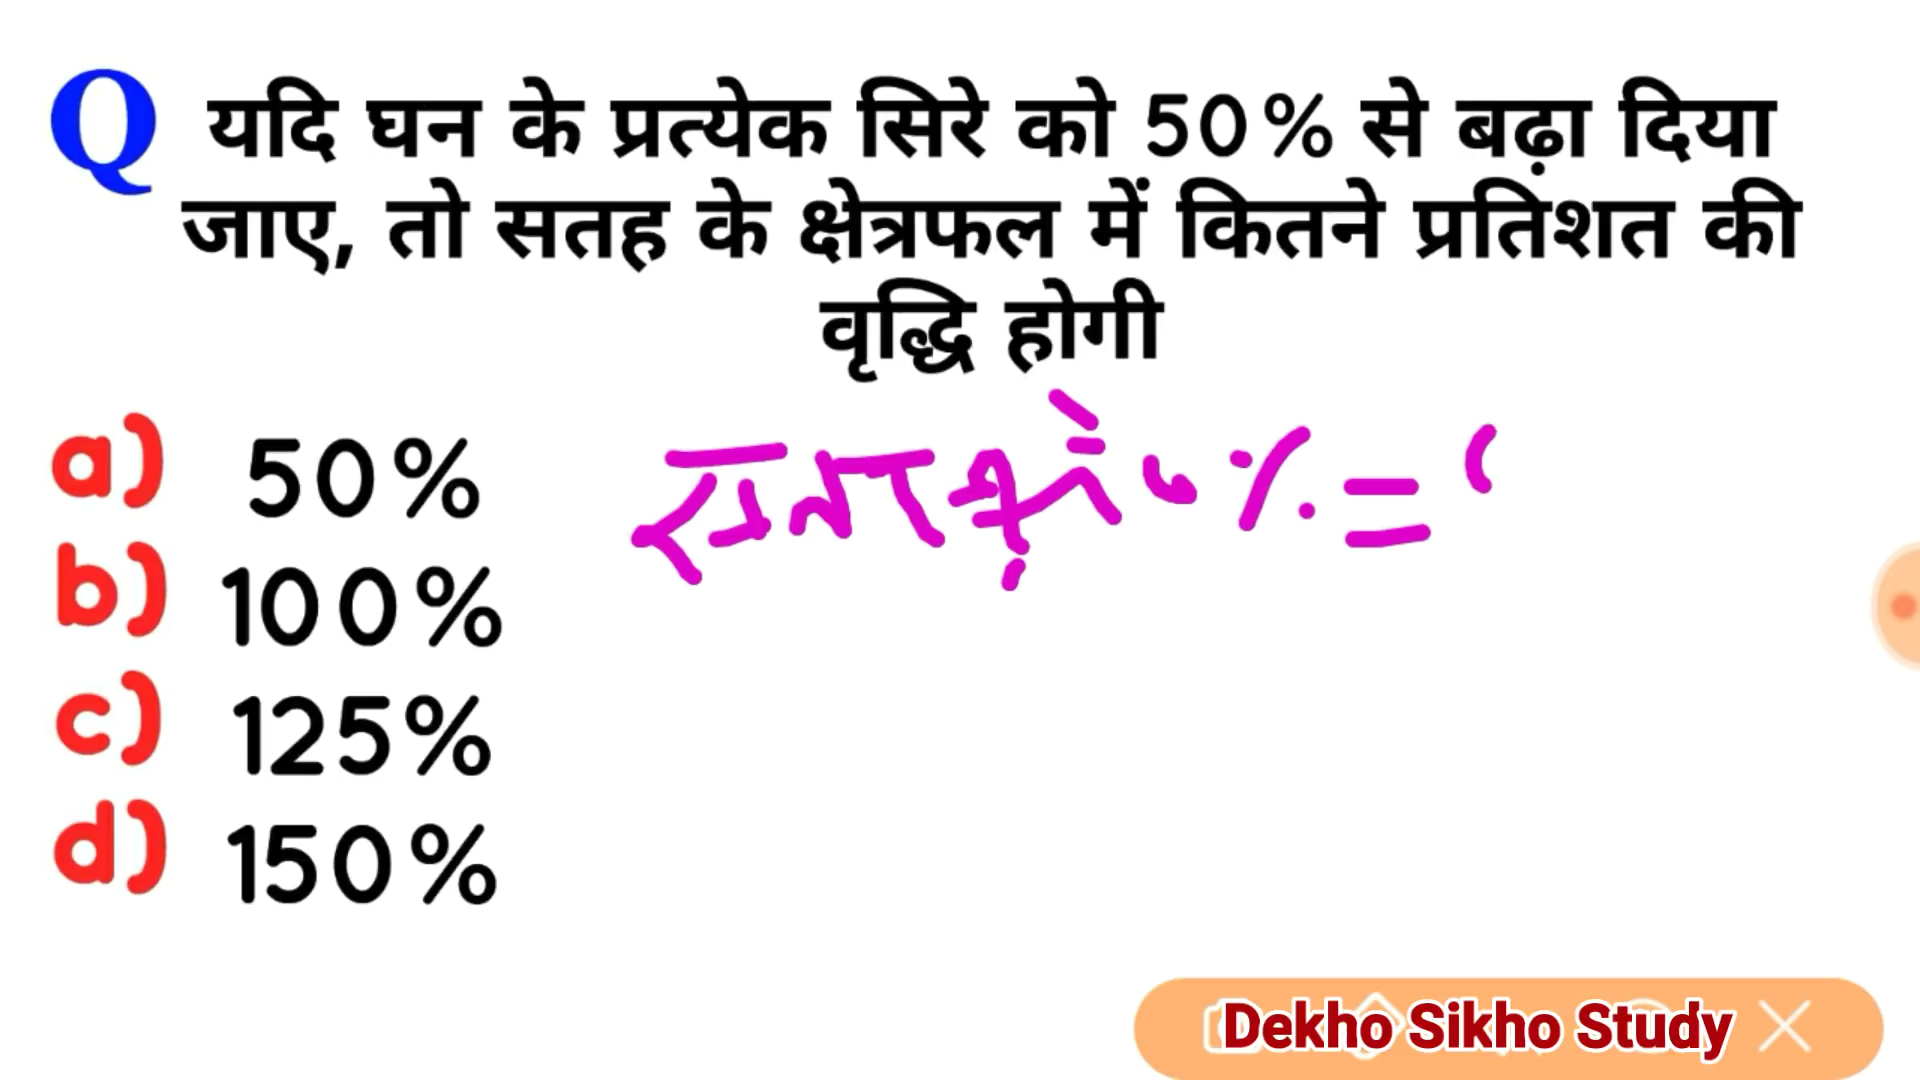 Q यदि घन के प्रत्येक सिरे को 50% से बढ़ा दिया
जाए, तो सतह के क्षेत्रफल में कितने प्रतिशत की
वृद्धि होगी
a) 50%
% = (
b) 100%
c) 125%
d) 150%
Dekho Sikho Study